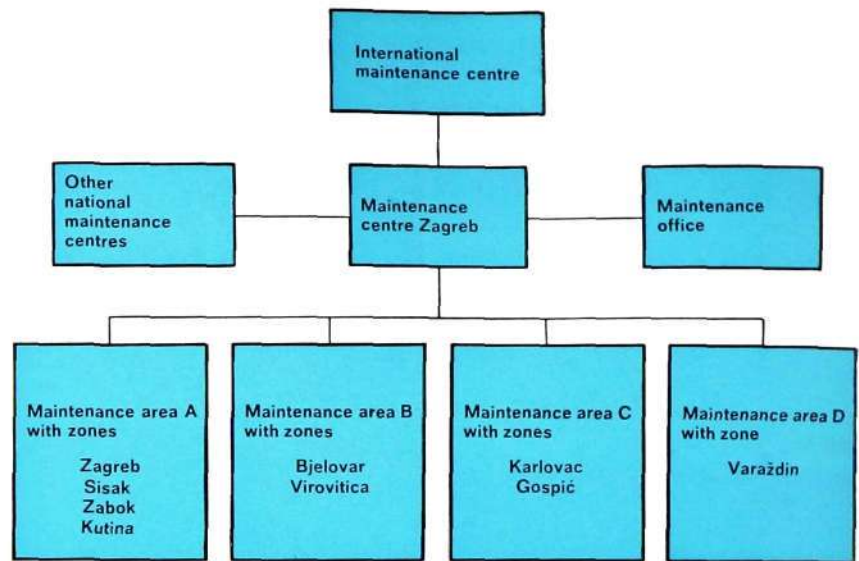 International
maintenance centre
Other
national
maintenance
centres
Maintenance
centre Zagreb
Maintenance
office
Maintenance area A
with zones
Zagreb
Sisak
Zabok
Kutina
Maintenance area B
with zones
Bjelovar
Virovitica
Maintenance area C
with zones
Karlovac
Gospić
Maintenance area D
with zone
Varaždin